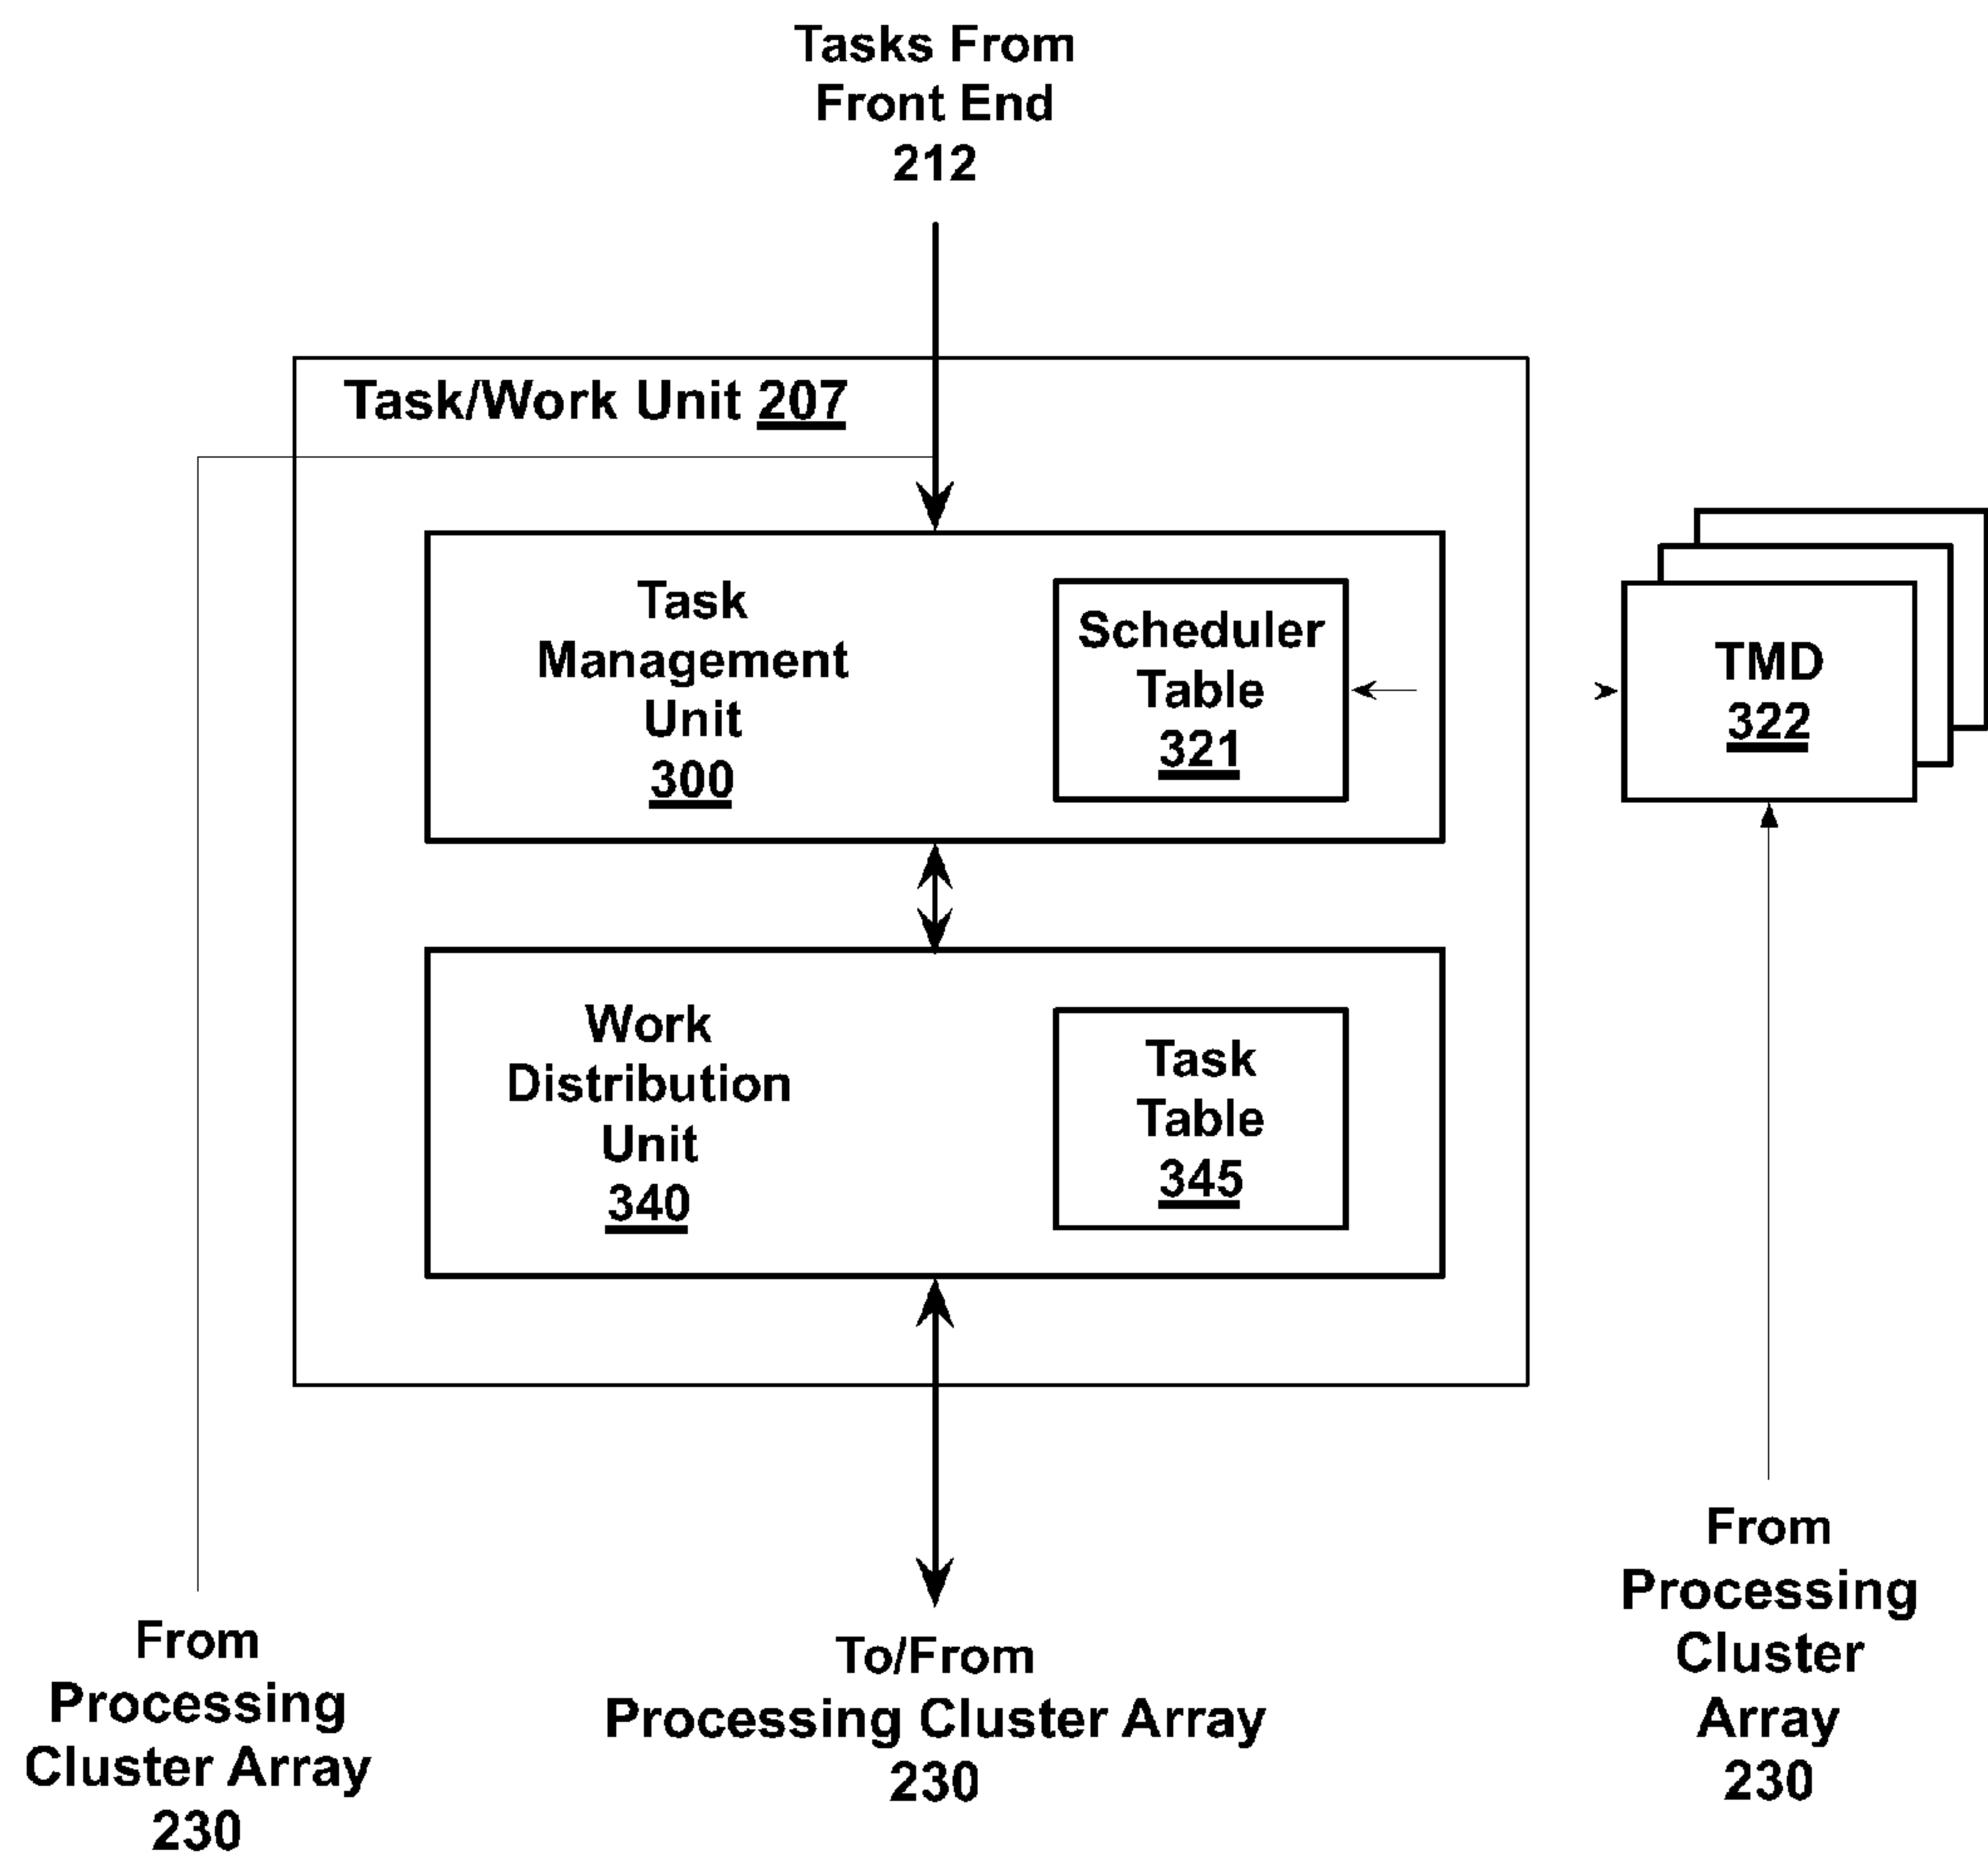 Tasks From
Front End
212
Task/Work Unit 207
Task
Management
Unit
300
Scheduler
Table
321
TMD
322
Work
Distribution
Unit
340
Task
Table
345
From
Processing
Cluster Array
230
To/From
Processing Cluster Array
230
From
Processing
Cluster
Array
230